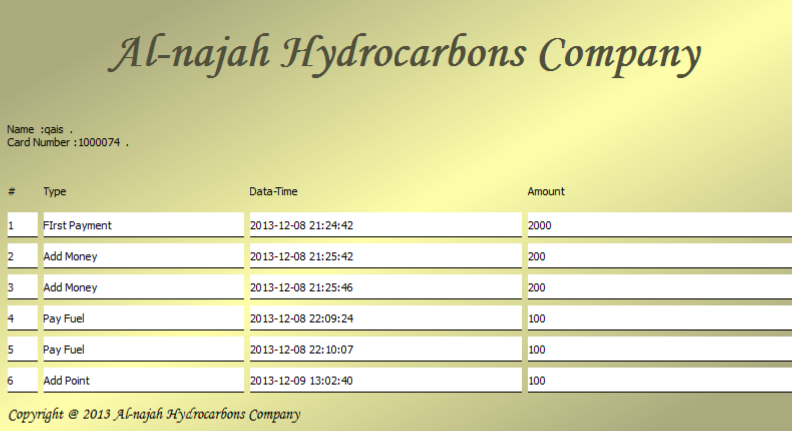 Al-najah Hydrocarbons Company
Name :qais .
Card Number :1000074 .
# Type Data-Time Amount
1 FIrst Payment 2013-12-08 21:24:42 2000
2 Add Money 2013-12-08 21:25:42 200
3 Add Money 2013-12-08 21:25:46 200
4 Pay Fuel 2013-12-08 22:09:24 100
5 Pay Fuel 2013-12-08 22:10:07 100
6 Add Point 2013-12-09 13:02:40 100
Copyright @ 2013 Al-najah Hydrocarbons Company